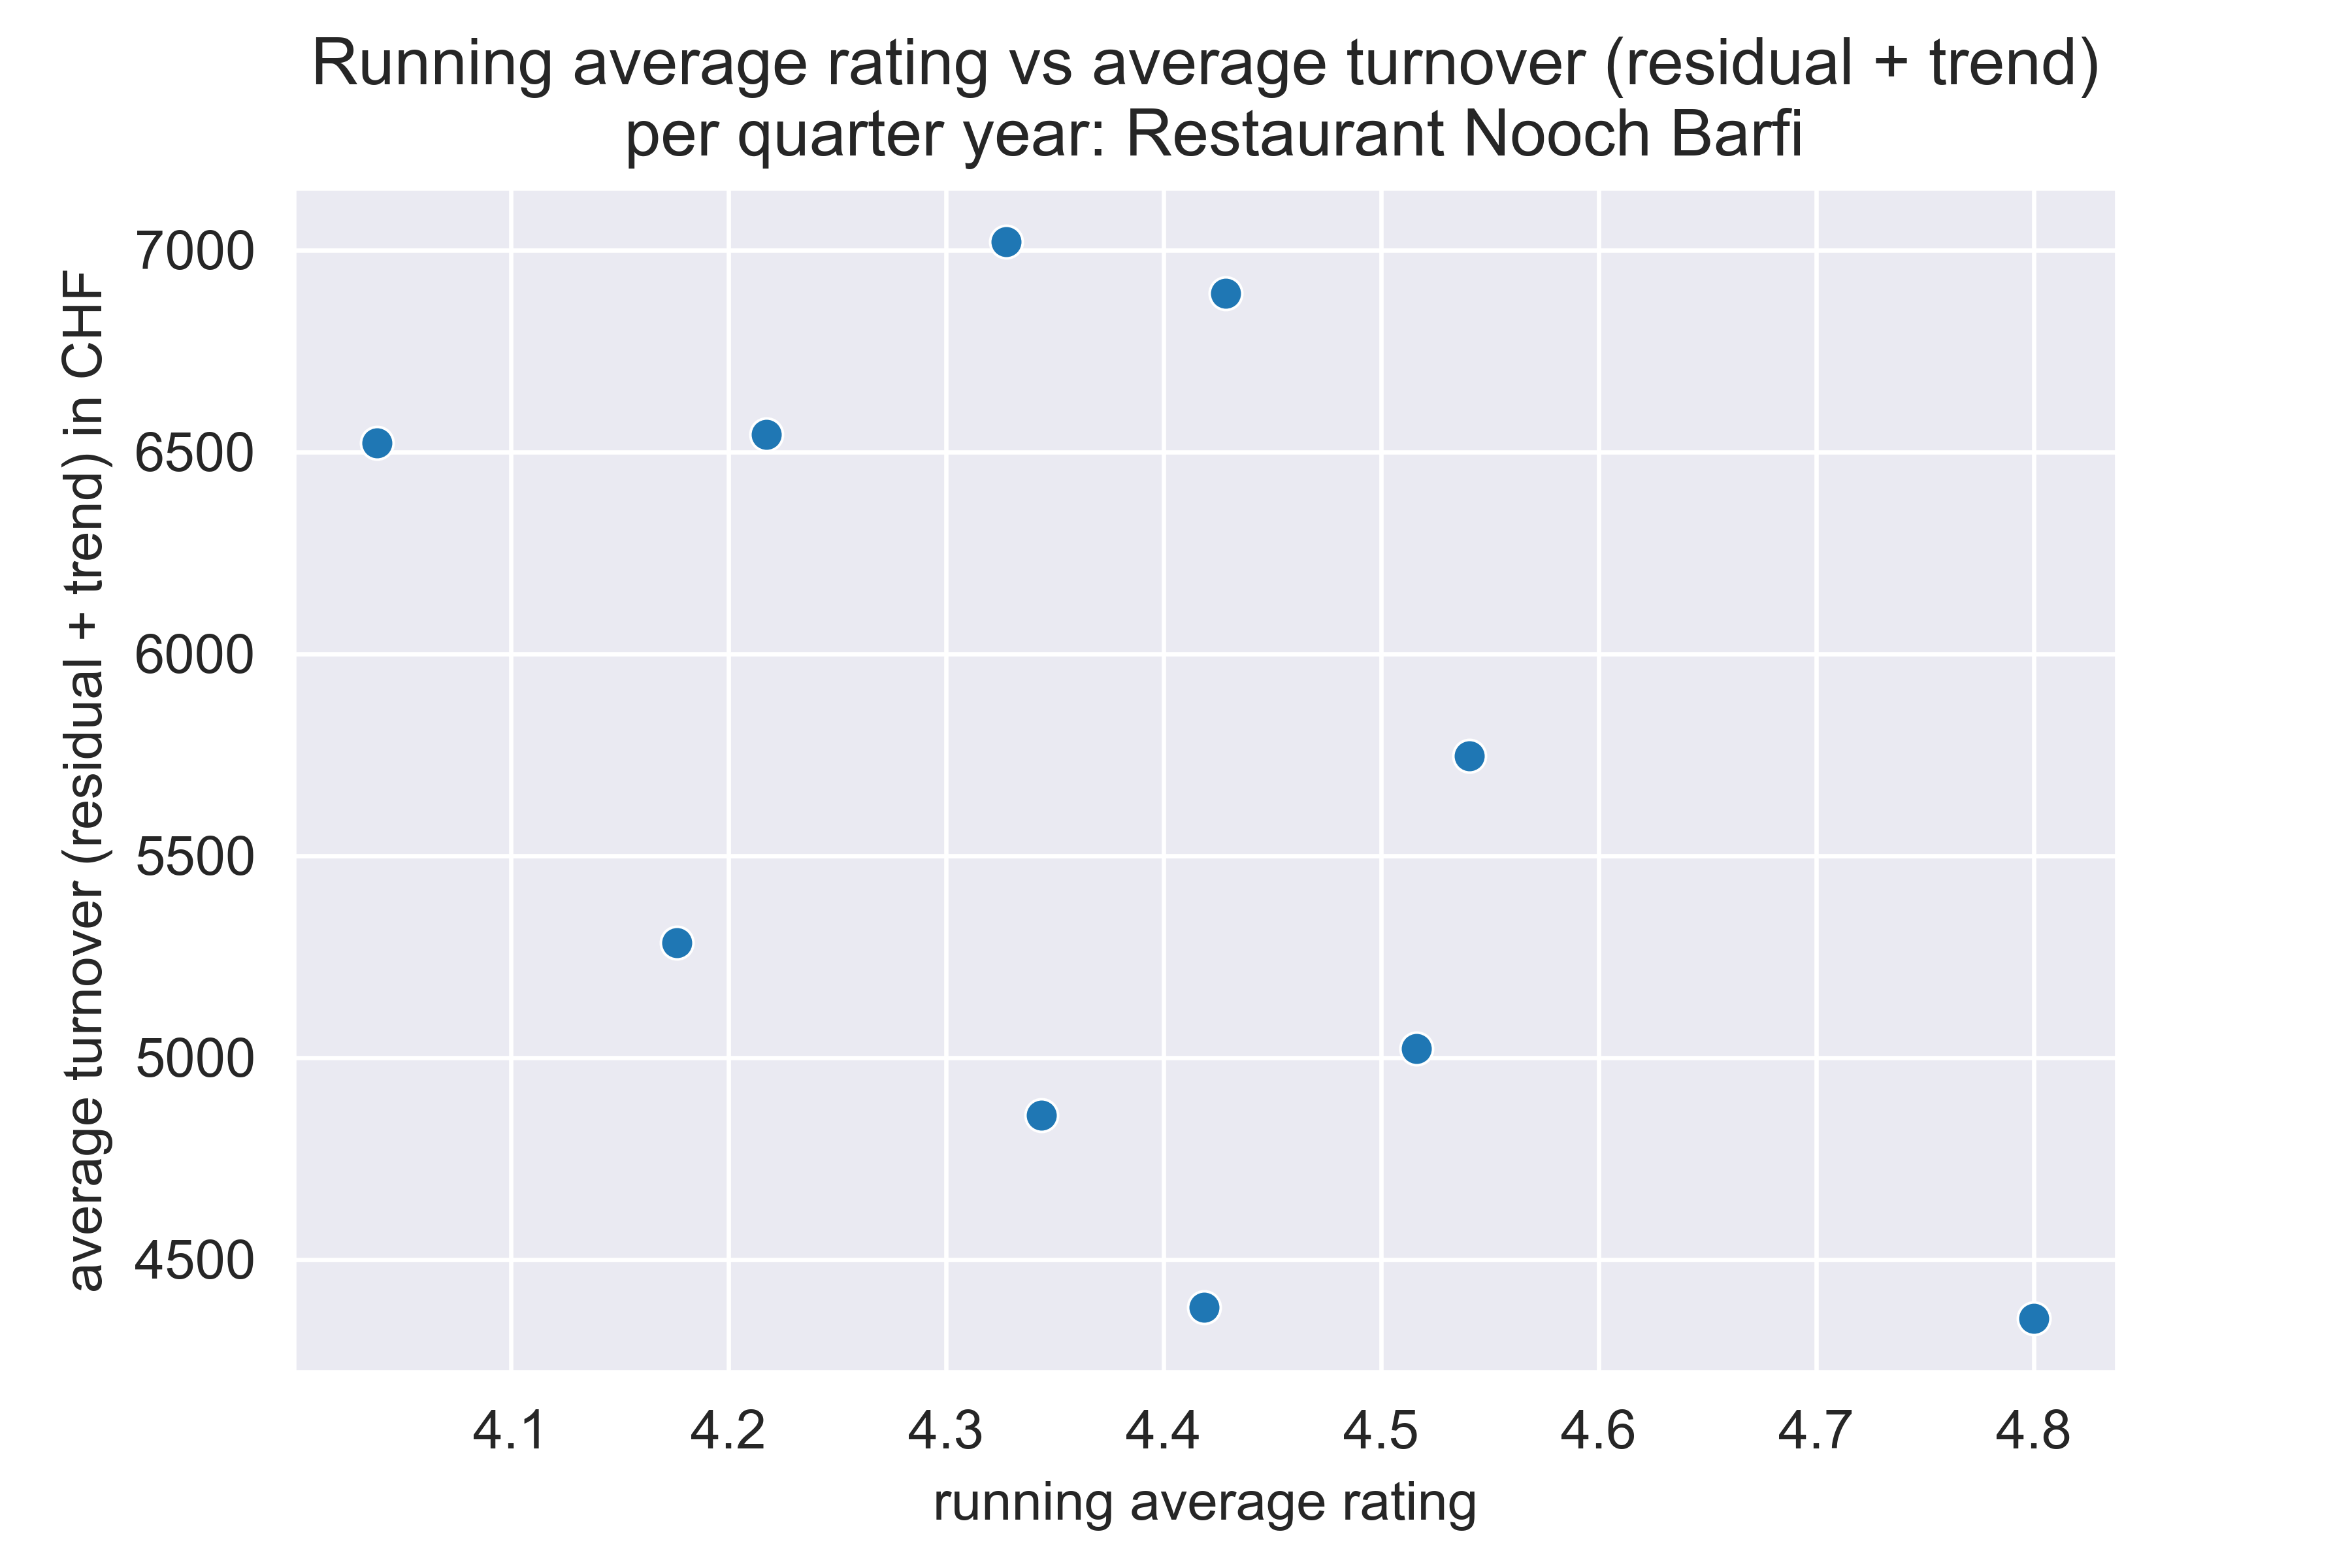 Running average rating vs average turnover (residual + trend)
per quarter year: Restaurant Nooch Barfi
average turnover (residual + trend) in CHF
7000
6500
6000
5500
5000
4500
4.1 4.2 4.3 4.4 4.5 4.6 4.7 4.8
running average rating